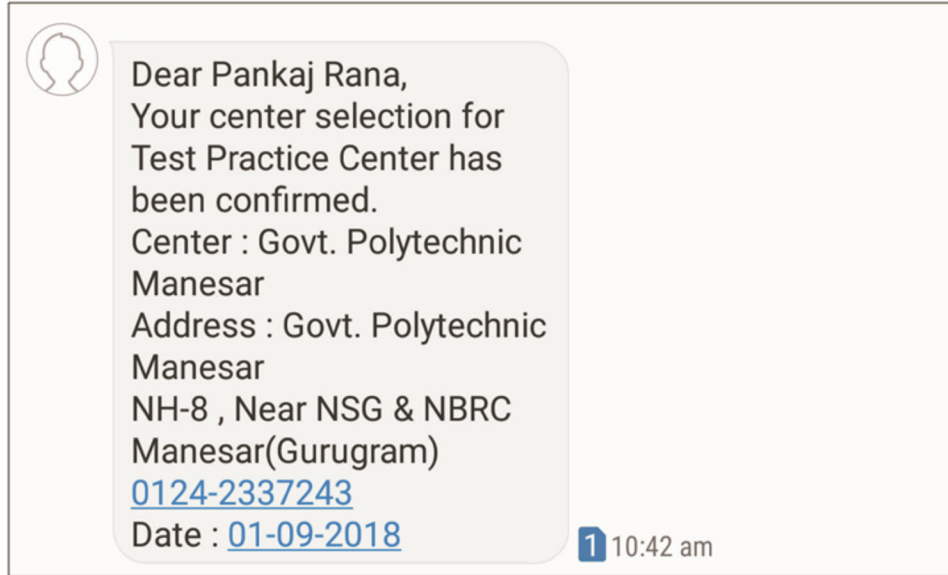 Dear Pankaj Rana,
Your center selection for
Test Practice Center has
been confirmed.
Center : Govt. Polytechnic
Manesar
Address : Govt. Polytechnic
Manesar
NH-8 , Near NSG & NBRC
Manesar(Gurugram)
0124-2337243
Date : 01-09-2018
1 10:42 am